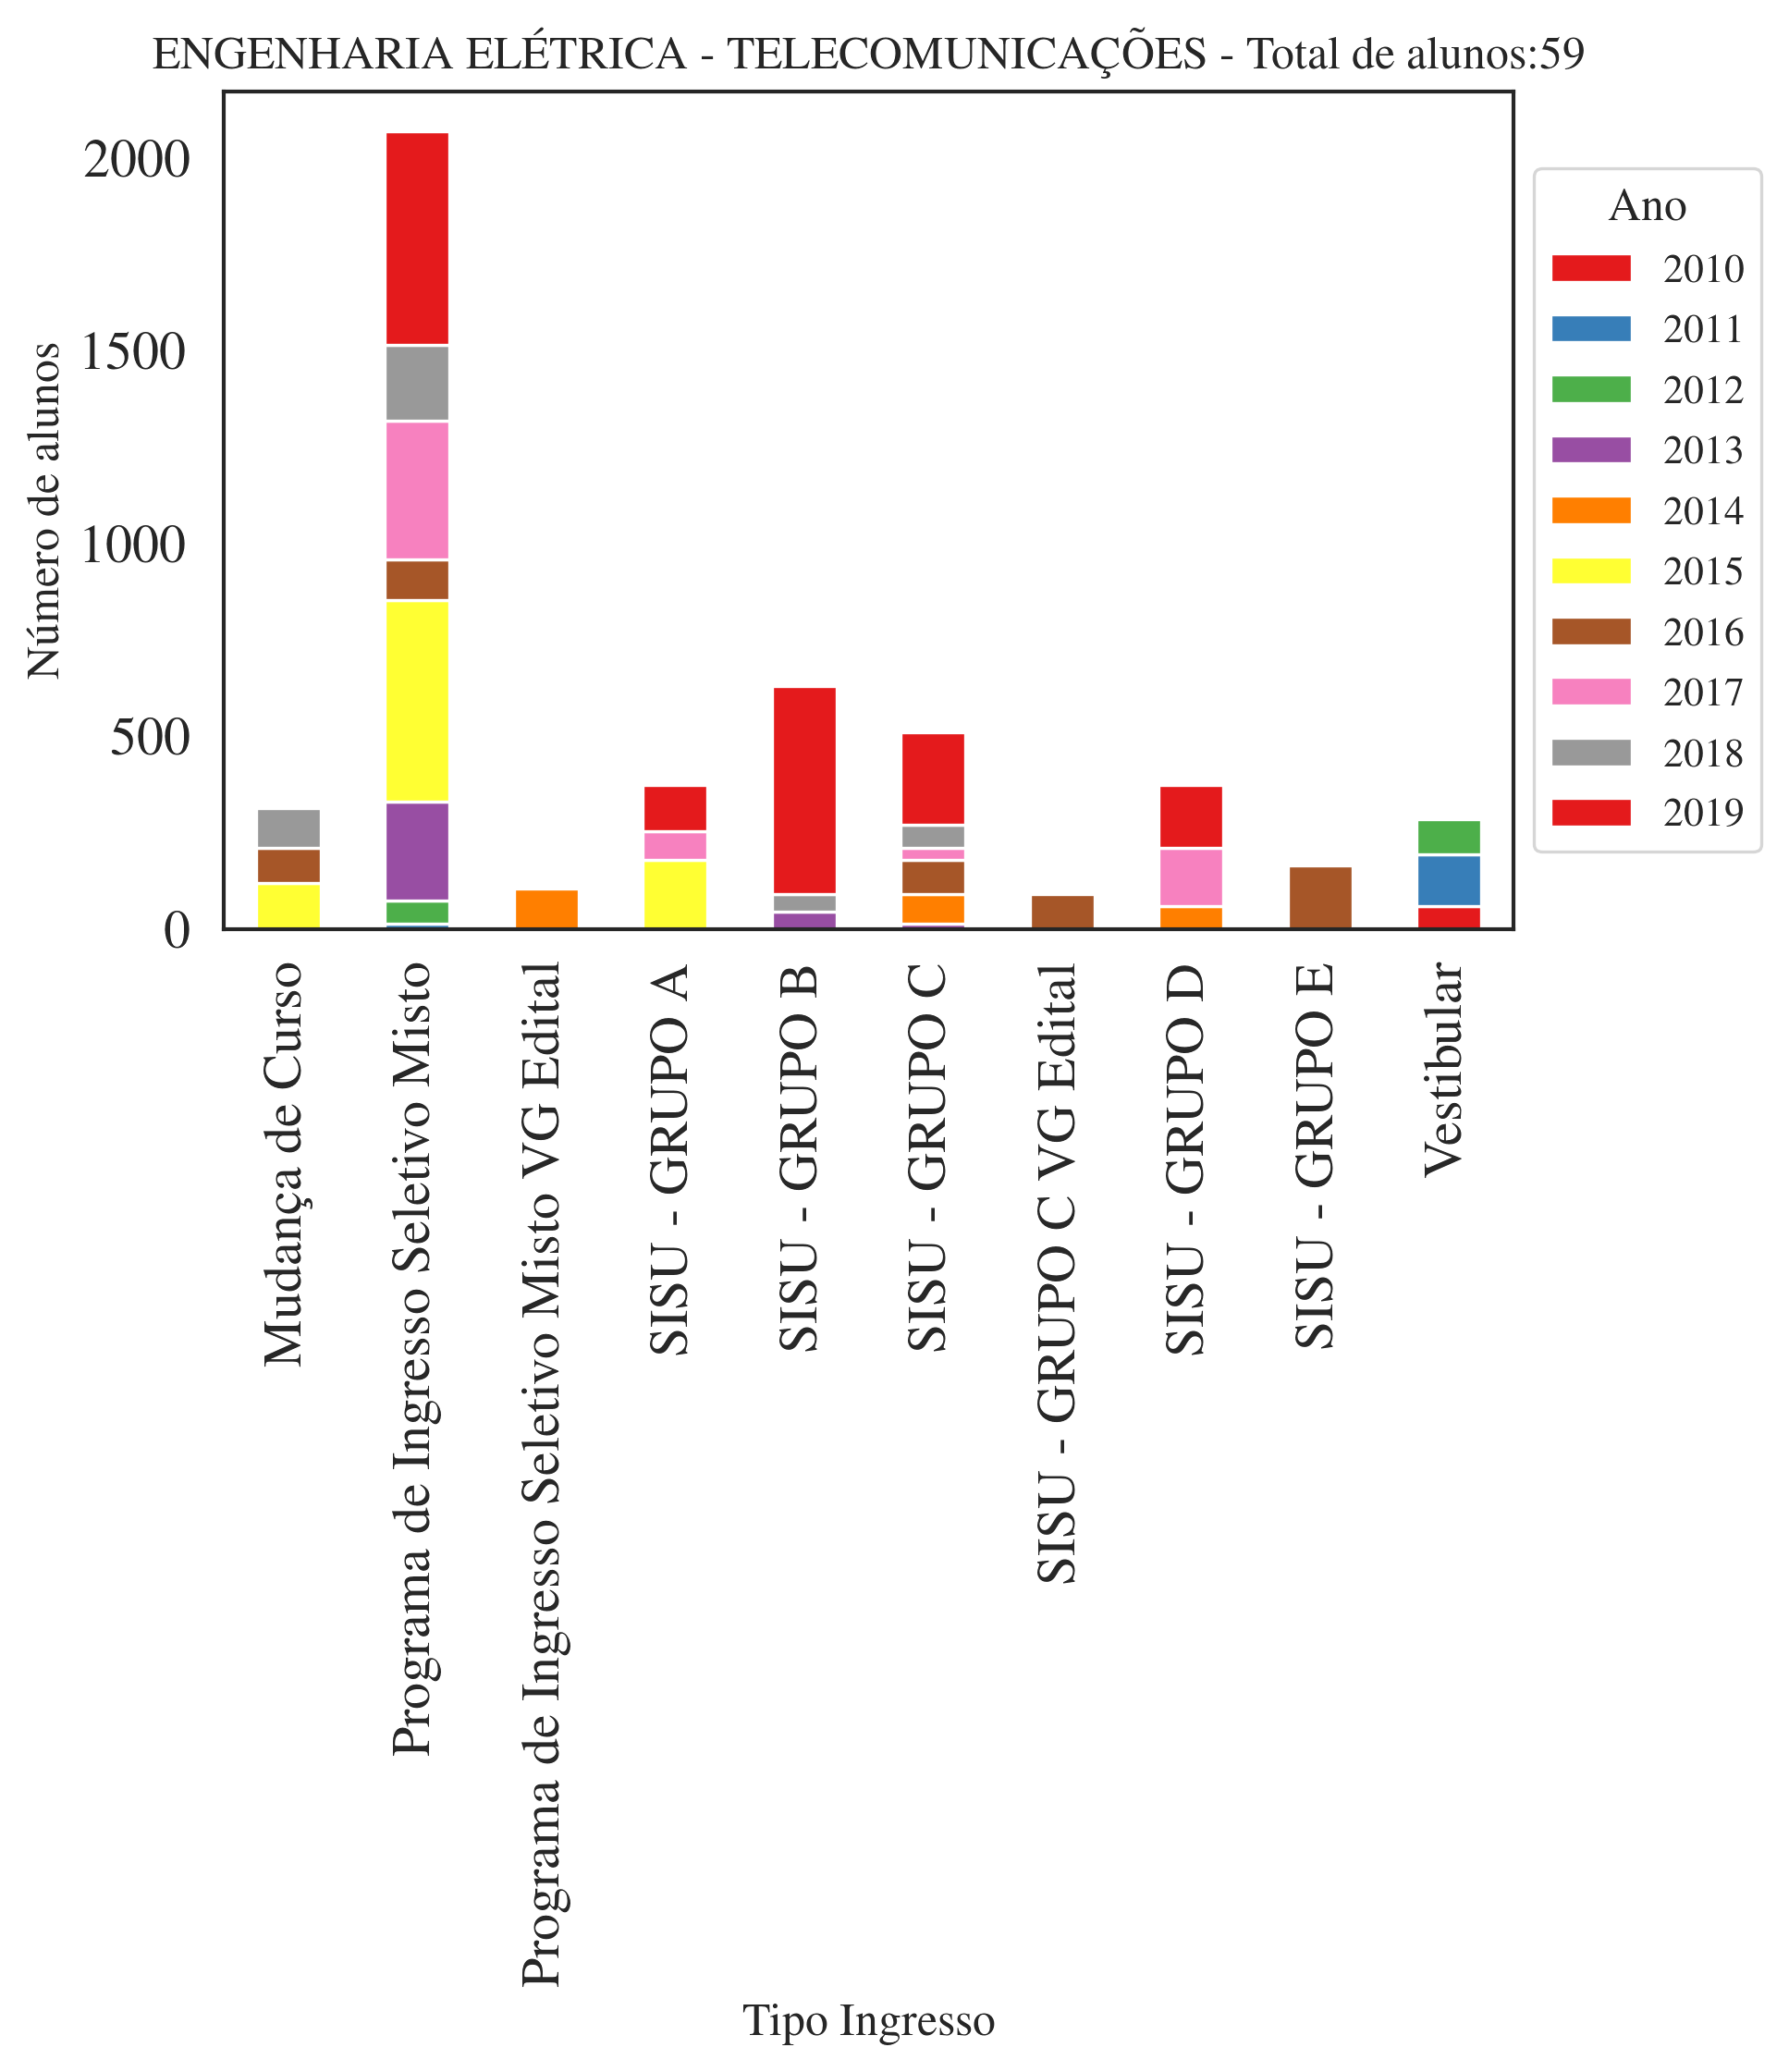 ENGENHARIA ELÉTRICA - TELECOMUNICAÇÕES - Total de alunos:59
Número de alunos
2000
1500
1000
500
0
Ano
2010
2011
2012
2013
2014
2015
2016
2017
2018
2019
Mudança de Curso
Programa de Ingresso Seletivo Misto
Programa de Ingresso Seletivo Misto VG Edital
SISU - GRUPO A
SISU - GRUPO B
SISU - GRUPO C
SISU - GRUPO C VG Edital
SISU - GRUPO D
SISU - GRUPO E
Vestibular
Tipo Ingresso